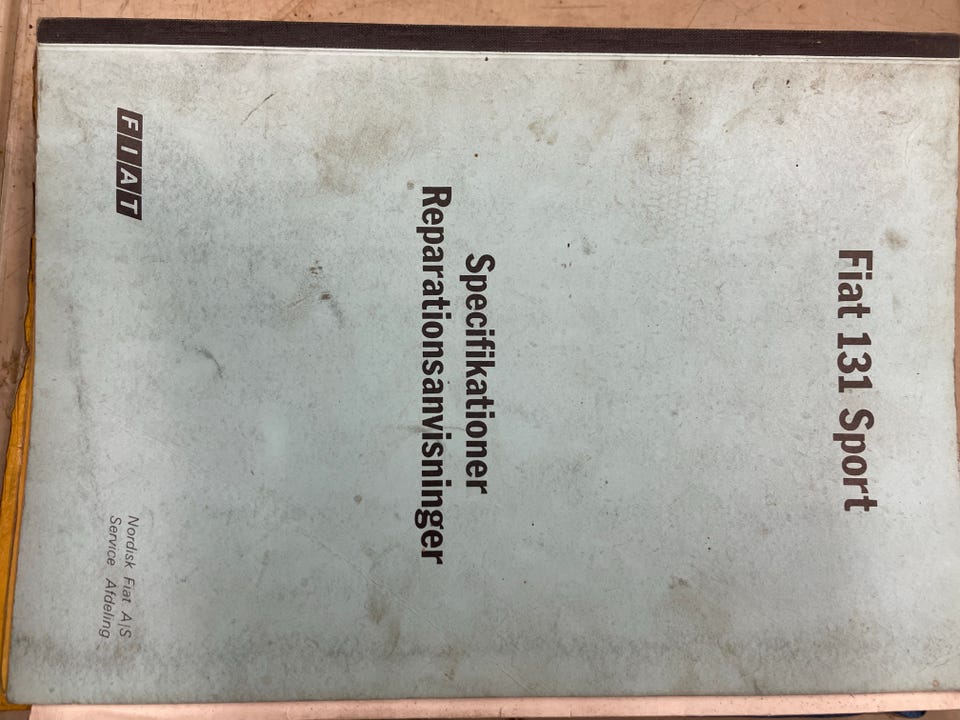 Fiat 131 Sport
Specifikationer
Reparationsanvisninger
FIAT
Nordisk Fiat A/S
Service Afdeling